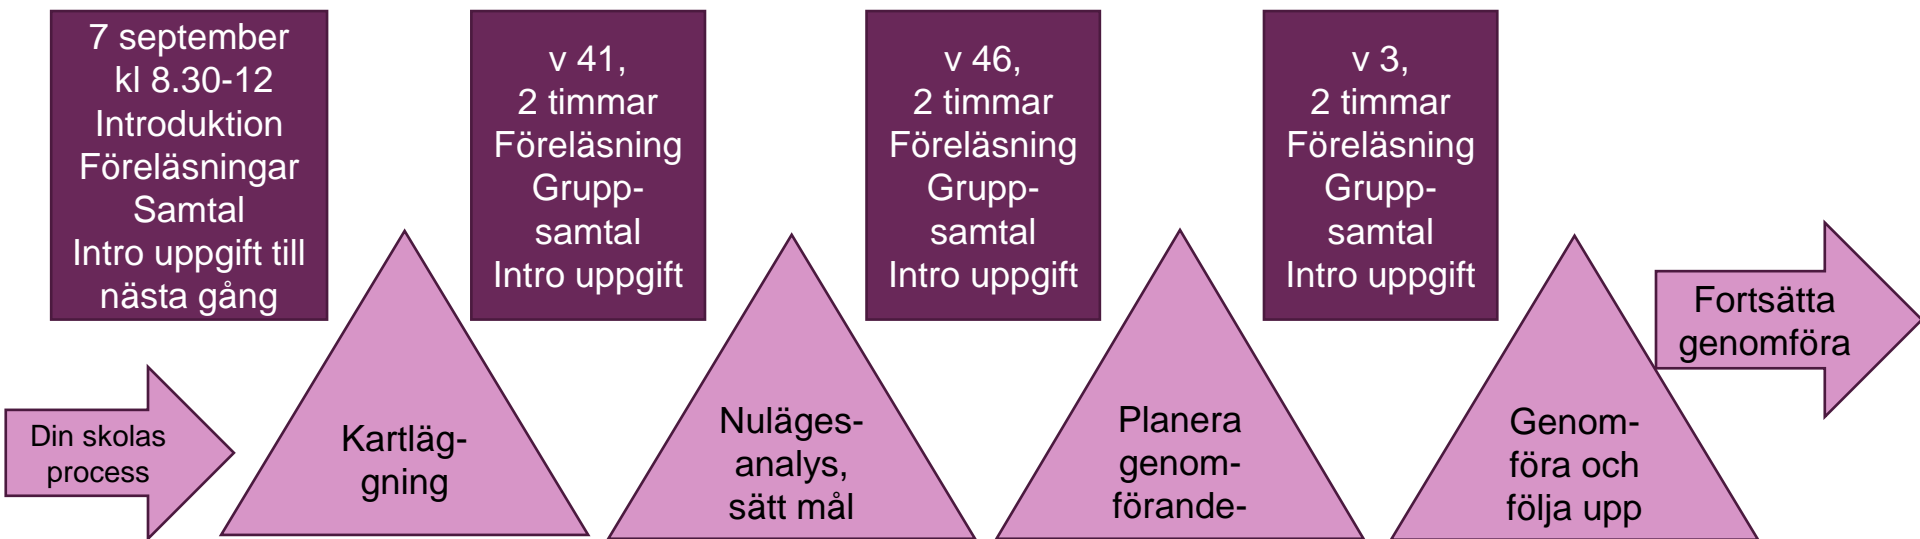 7 september
kl 8.30-12
Introduktion
Föreläsningar
Samtal
Intro uppgift till
nästa gång
v 41,
2 timmar
Föreläsning
Grupp-
samtal
Intro uppgift
v 46,
2 timmar
Föreläsning
Grupp-
samtal
Intro uppgift
v 3,
2 timmar
Föreläsning
Grupp-
samtal
Intro uppgift
Din skolas
process
Kartläg-
gning
Nuläges-
analys,
sätt mål
Planera
genom-
förande-
Genom-
föra och
följa upp
Fortsätta
genomföra